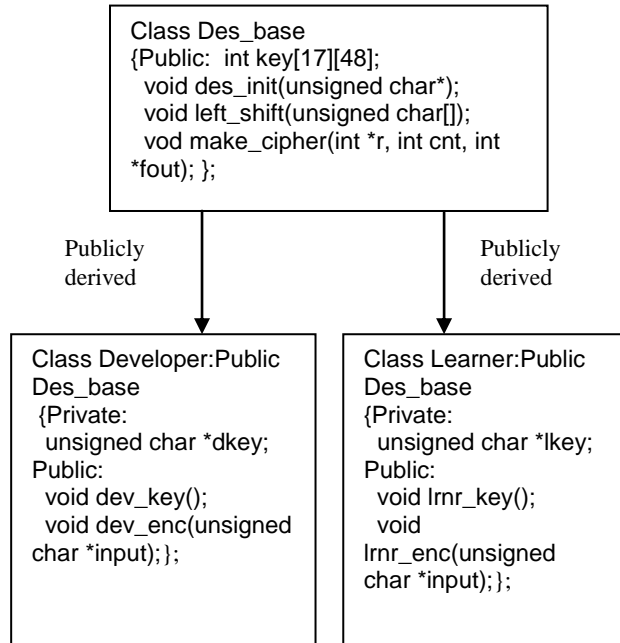 Class Des_base
{Public:  int key[17][48];
void des_init(unsigned char*);
void left_shift(unsigned char[]);
vod make_cipher(int *r, int cnt, int
*fout); };
Publicly
derived
Publicly
derived
Class Developer:Public
Des_base
{Private:
unsigned char *dkey;
Public:
void dev_key();
void dev_enc(unsigned
char *input);};
Class Learner:Public
Des_base
{Private:
unsigned char *lkey;
Public:
void lrnr_key();
void
lrnr_enc(unsigned
char *input);};